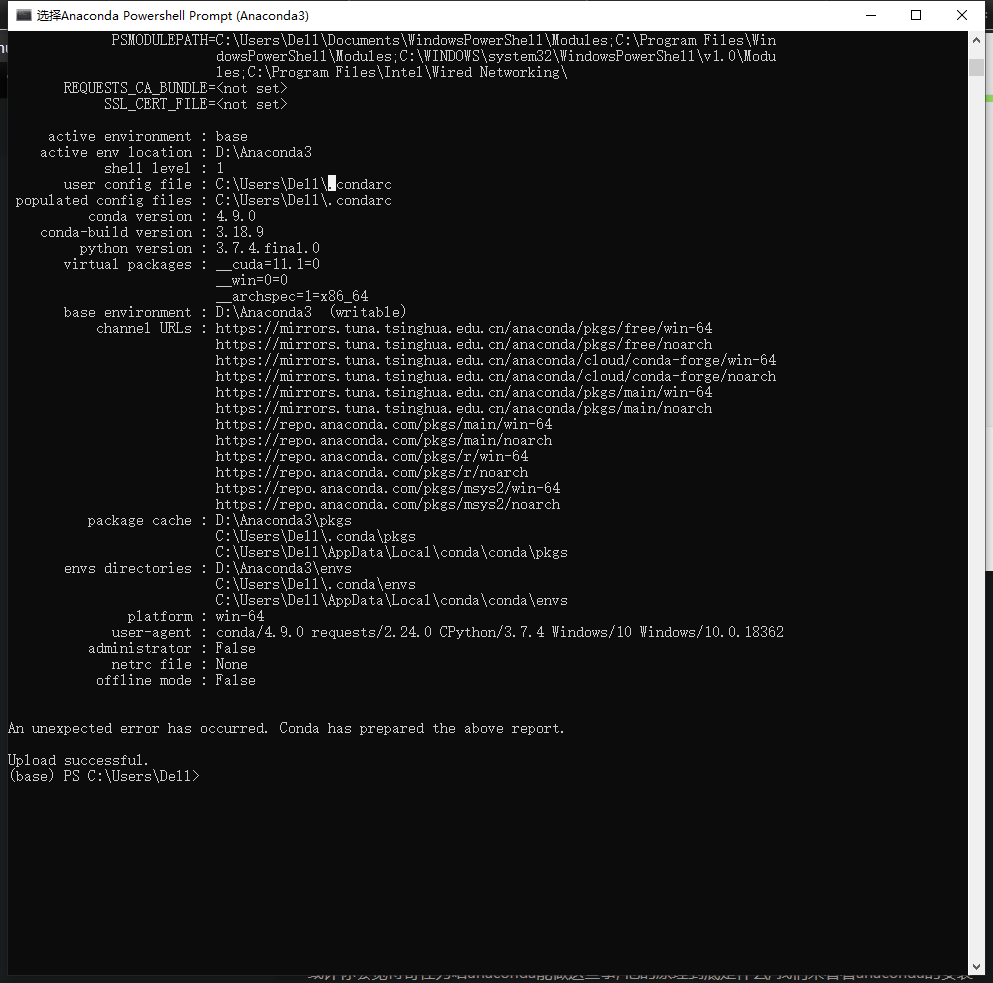 选择Anaconda Powershell Prompt (Anaconda3)
PSMODULEPATH=C:\Users\Dell\Documents\WindowsPowerShell\Modules;C:\Program Files\Win
dowsPowerShell\Modules;C:\WINDOWS\system32\WindowsPowerShell\v1.0\Modu
les;C:\Program Files\Intel\Wired Networking\
REQUESTS_CA_BUNDLE=<not set>
SSL_CERT_FILE=<not set>
active environment : base
active env location : D:\Anaconda3
shell level : 1
user config file : C:\Users\Dell\.condarc
populated config files : C:\Users\Dell\.condarc
conda version : 4.9.0
conda-build version : 3.18.9
python version : 3.7.4.final.0
virtual packages : __cuda=11.1=0
__win=0=0
__archspec=1=x86_64
base environment : D:\Anaconda3  (writable)
channel URLs : https://mirrors.tuna.tsinghua.edu.cn/anaconda/pkgs/free/win-64
https://mirrors.tuna.tsinghua.edu.cn/anaconda/pkgs/free/noarch
https://mirrors.tuna.tsinghua.edu.cn/anaconda/cloud/conda-forge/win-64
https://mirrors.tuna.tsinghua.edu.cn/anaconda/cloud/conda-forge/noarch
https://mirrors.tuna.tsinghua.edu.cn/anaconda/pkgs/main/win-64
https://mirrors.tuna.tsinghua.edu.cn/anaconda/pkgs/main/noarch
https://repo.anaconda.com/pkgs/main/win-64
https://repo.anaconda.com/pkgs/main/noarch
https://repo.anaconda.com/pkgs/r/win-64
https://repo.anaconda.com/pkgs/r/noarch
https://repo.anaconda.com/pkgs/msys2/win-64
https://repo.anaconda.com/pkgs/msys2/noarch
package cache : D:\Anaconda3\pkgs
C:\Users\Dell\.conda\pkgs
C:\Users\Dell\AppData\Local\conda\conda\pkgs
envs directories : D:\Anaconda3\envs
C:\Users\Dell\.conda\envs
C:\Users\Dell\AppData\Local\conda\conda\envs
platform : win-64
user-agent : conda/4.9.0 requests/2.24.0 CPython/3.7.4 Windows/10 Windows/10.0.18362
administrator : False
netrc file : None
offline mode : False
An unexpected error has occurred. Conda has prepared the above report.
Upload successful.
(base) PS C:\Users\Dell>